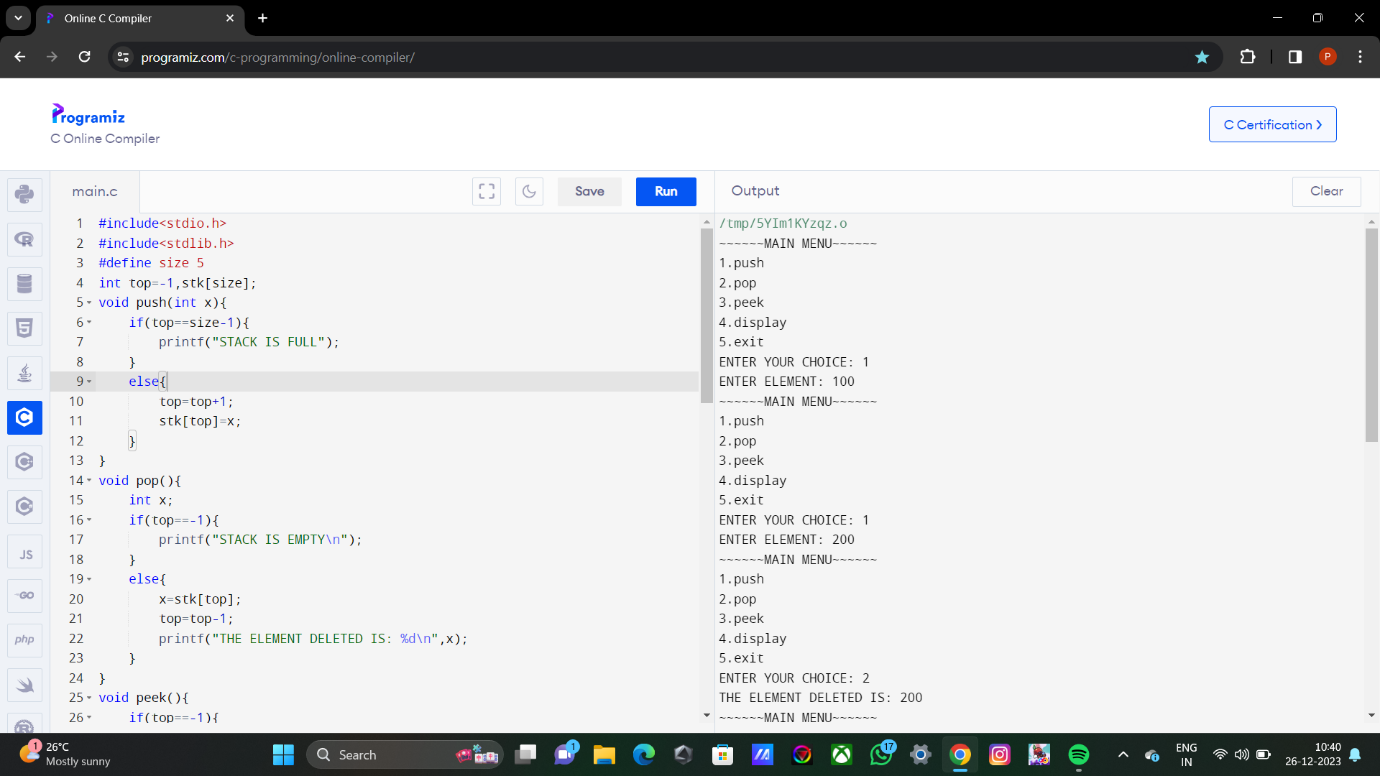 Online C Compiler
programiz.com/c-programming/online-compiler/
P
Programiz
C Online Compiler
C Certification
main.c
Save
Run
Output
Clear
1 #include<stdio.h>
2 #include<stdlib.h>
3 #define size 5
4 int top=-1,stk[size];
5 void push(int x){
6 if(top==size-1){
7 printf("STACK IS FULL");
8 }
9 else{
10 top=top+1;
11 stk[top]=x;
12 }
13 }
14 void pop(){
15 int x;
16 if(top==-1){
17 printf("STACK IS EMPTY\n");
18 }
19 else{
20 x=stk[top];
21 top=top-1;
22 printf("THE ELEMENT DELETED IS: %d\n",x);
23 }
24 }
25 void peek(){
26 if(top==-1){
/tmp/5YIm1KYzqz.o
~~~~~~MAIN MENU~~~~~~
1.push
2.pop
3.peek
4.display
5.exit
ENTER YOUR CHOICE: 1
ENTER ELEMENT: 100
~~~~~~MAIN MENU~~~~~~
1.push
2.pop
3.peek
4.display
5.exit
ENTER YOUR CHOICE: 1
ENTER ELEMENT: 200
~~~~~~MAIN MENU~~~~~~
1.push
2.pop
3.peek
4.display
5.exit
ENTER YOUR CHOICE: 2
THE ELEMENT DELETED IS: 200
~~~~~~MAIN MENU~~~~~~
JS
GO
php
1
26°C
Mostly sunny
Search
1
17
ENG
IN
10:40
26-12-2023